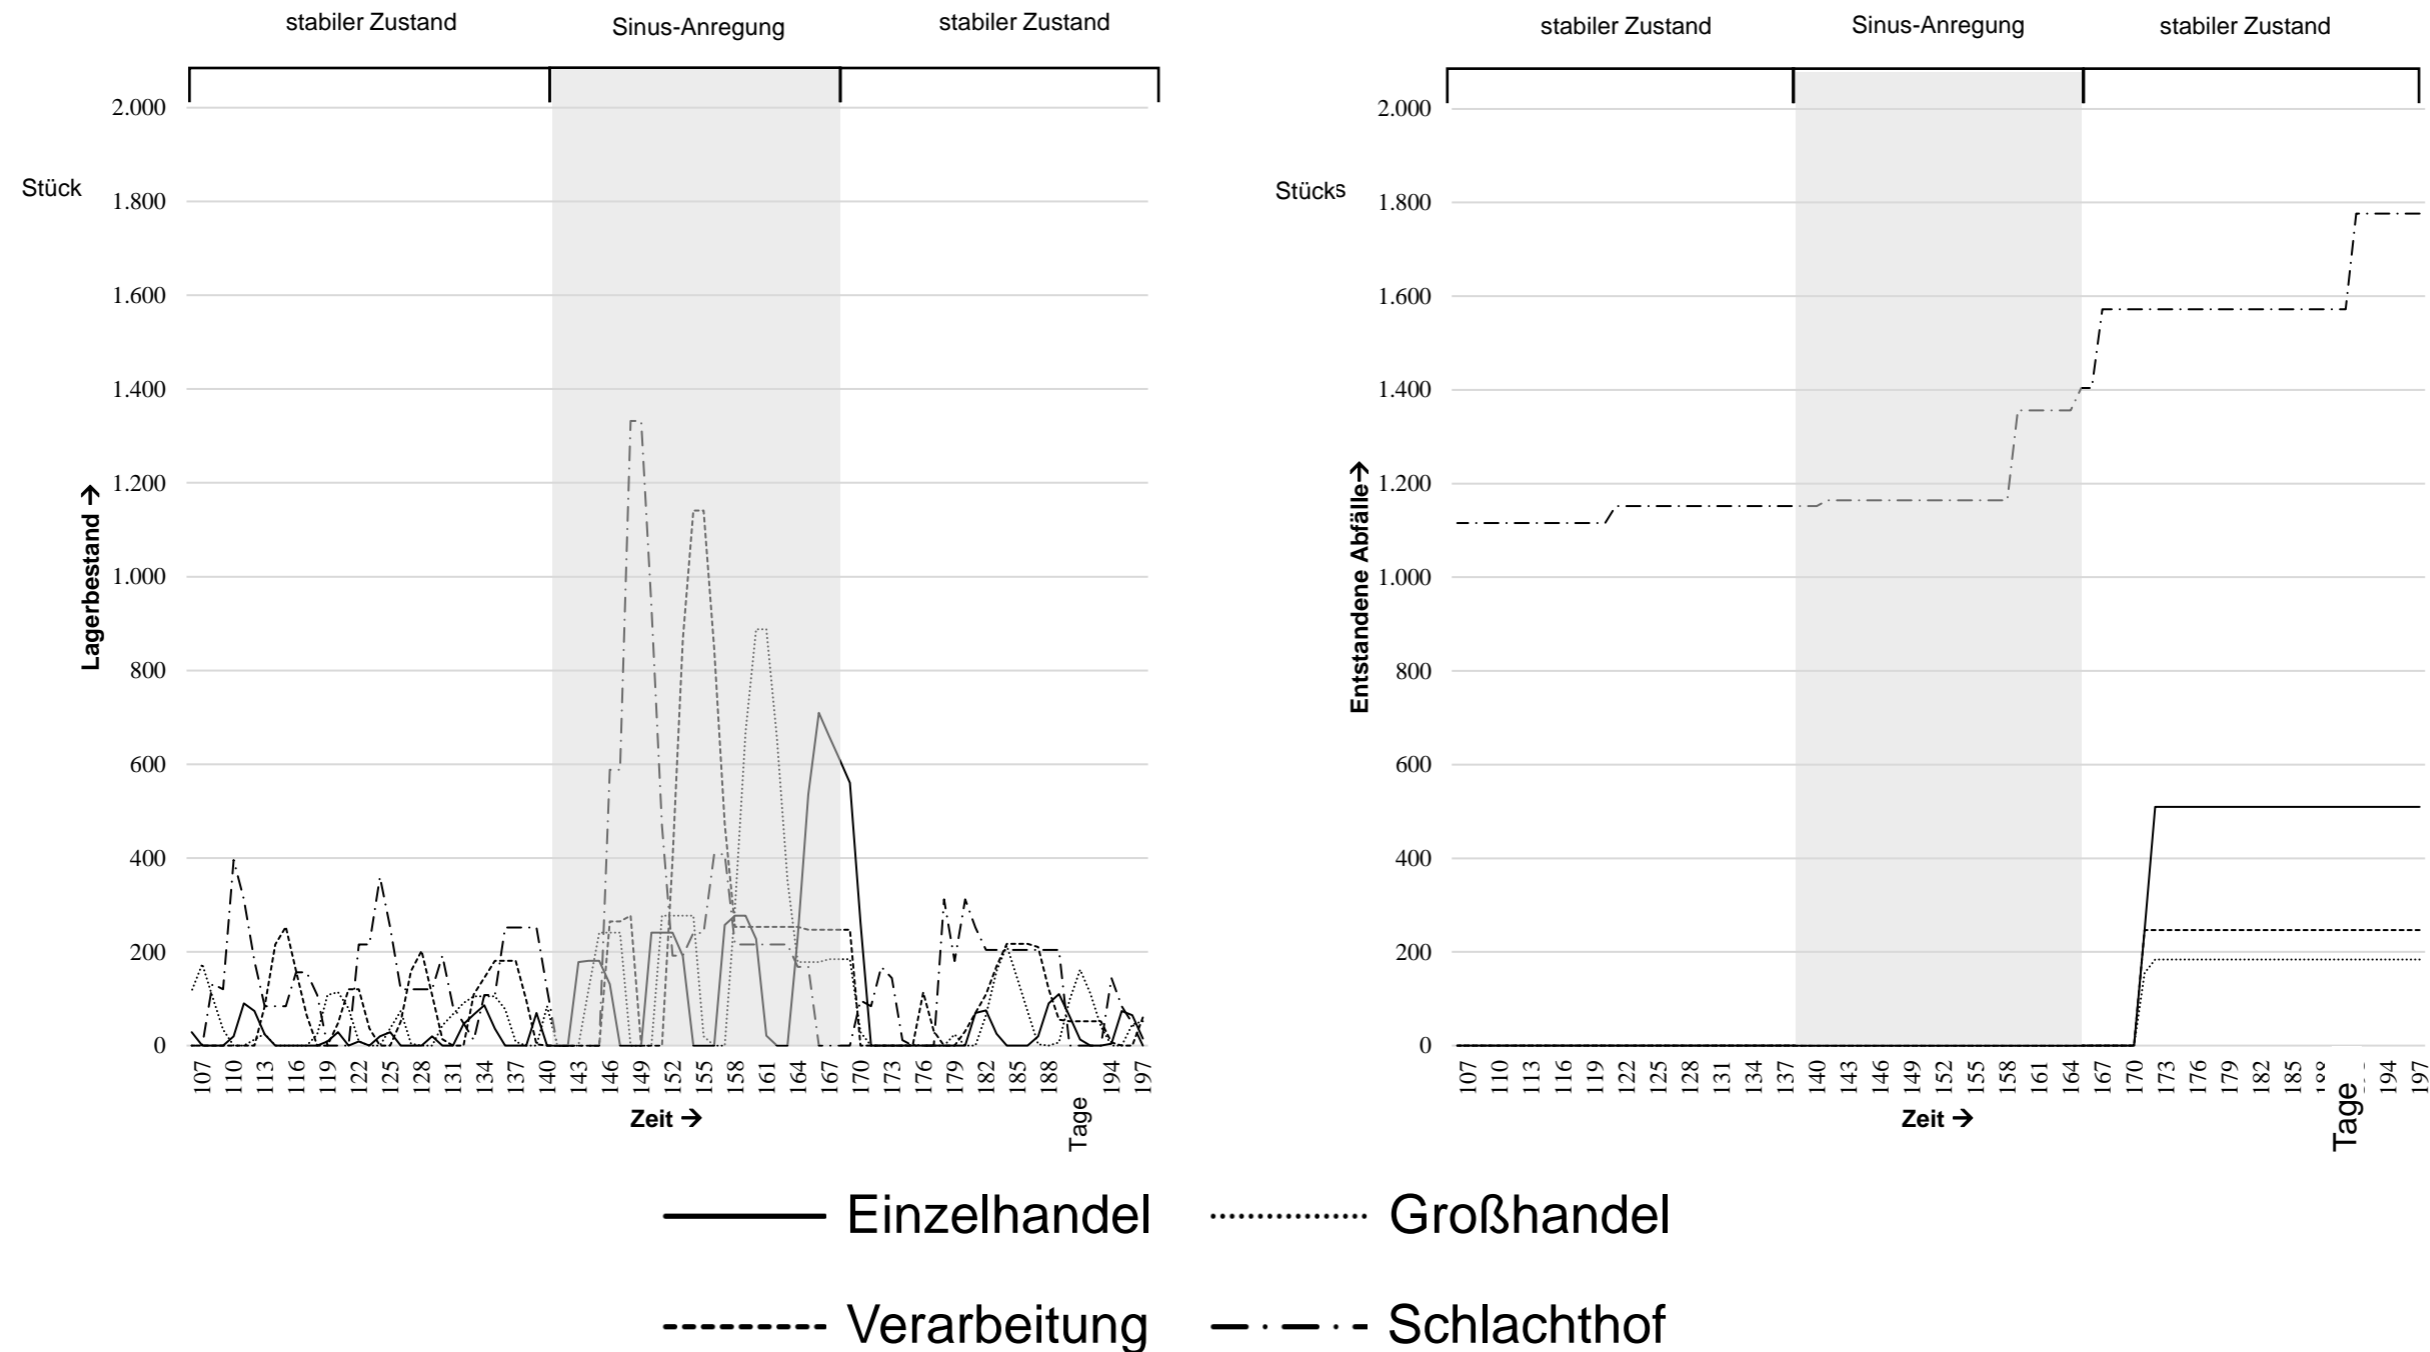 stabiler Zustand Sinus-Anregung stabiler Zustand
2.000
Stück
1.800
1.600
1.400
1.200
1.000
800
600
400
200
0
Lagerbestand →
107 110 113 116 119 122 125 128 131 134 137 140 143 146 149 152 155 158 161 164 167 170 173 176 179 182 185 188 194 197
Zeit →
Tage
stabiler Zustand Sinus-Anregung stabiler Zustand
2.000
Stücks
1.800
1.600
1.400
1.200
1.000
800
600
400
200
0
Entstandene Abfälle→
107 110 113 116 119 122 125 128 131 134 137 140 143 146 149 152 155 158 161 164 167 170 173 176 179 182 185 194 197
Zeit →
Tage
Einzelhandel Großhandel
Verarbeitung Schlachthof